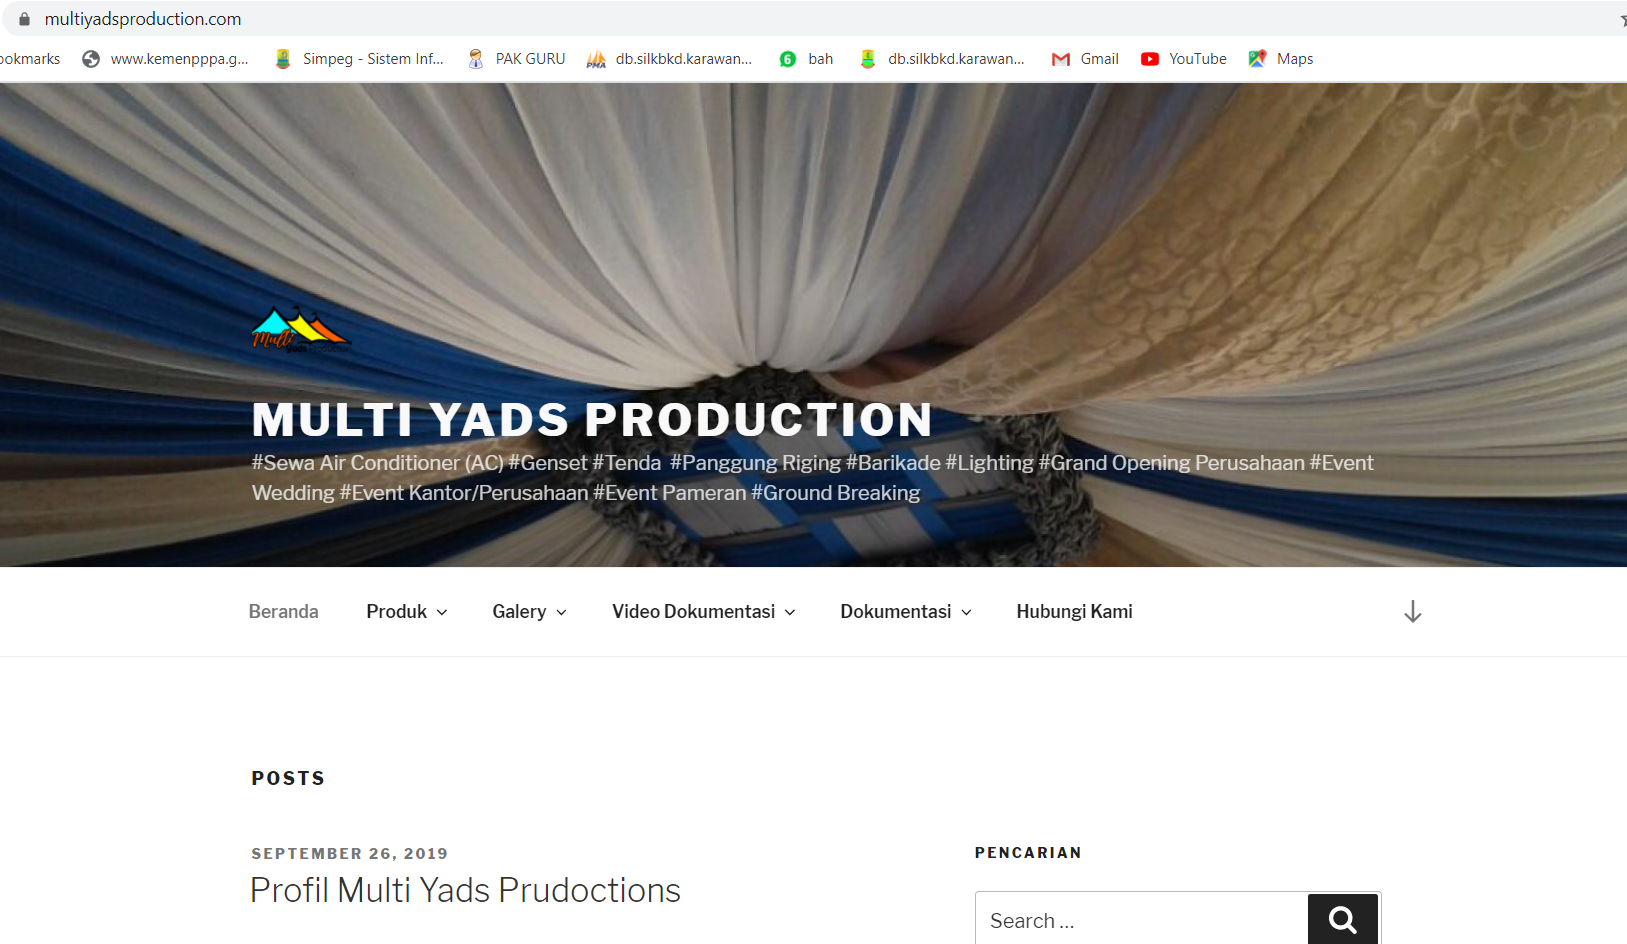 multiyadsproduction.com
ookmarks www.kemenpppa.g... Simpeg - Sistem Inf... PAK GURU db.silkbkd.karawan... 6 bah db.silkbkd.karawan... Gmail YouTube Maps
PMA
Multi
MULTI YADS PRODUCTION
#Sewa Air Conditioner (AC) #Genset #Tenda #Panggung Riging #Barikade #Lighting #Grand Opening Perusahaan #Event
Wedding #Event Kantor/Perusahaan #Event Pameran #Ground Breaking
Beranda Produk Galery Video Dokumentasi Dokumentasi Hubungi Kami
POSTS
SEPTEMBER 26, 2019
Profil Multi Yads Prudoctions
PENCARIAN
Search ...